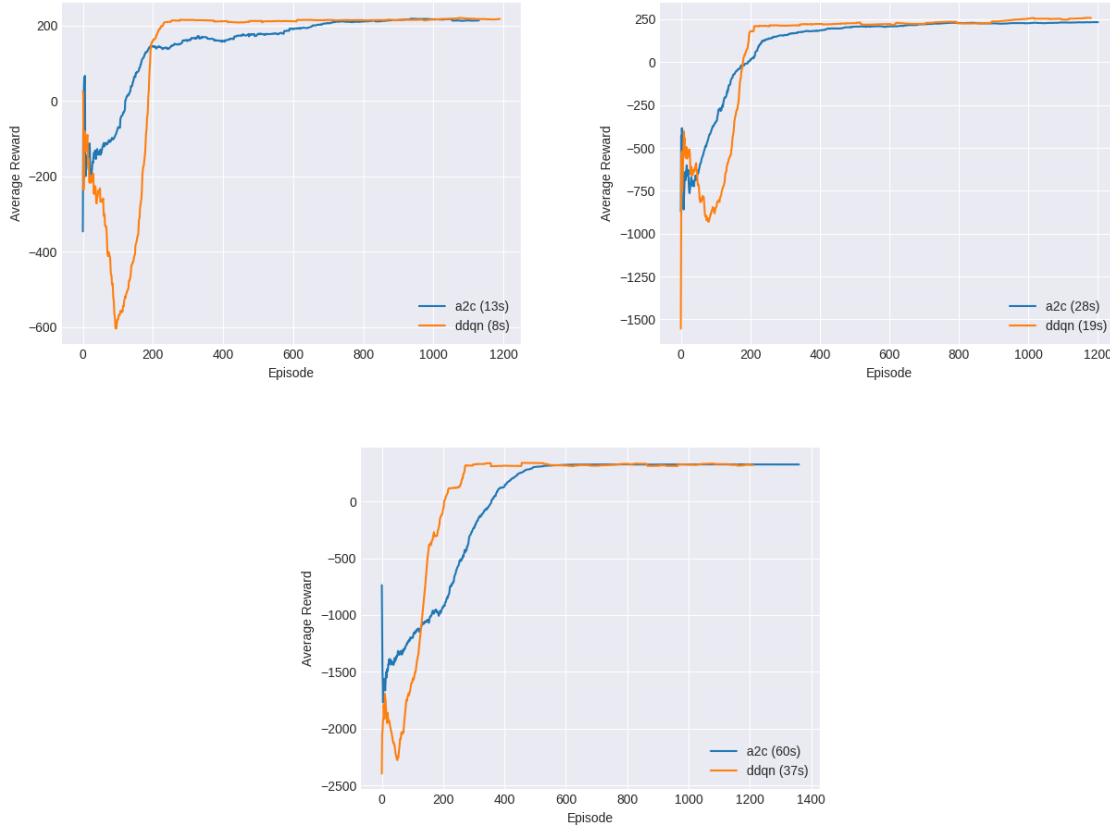 200
0
−200
−400
−600
Average Reward
a2c (13s)
ddqn (8s)
0 200 400 600 800 1000 1200
Episode
250
0
−250
−500
−750
−1000
−1250
−1500
Average Reward
a2c (28s)
ddqn (19s)
0 200 400 600 800 1000 1200
Episode
0
−500
−1000
−1500
−2000
−2500
Average Reward
a2c (60s)
ddqn (37s)
0 200 400 600 800 1000 1200 1400
Episode